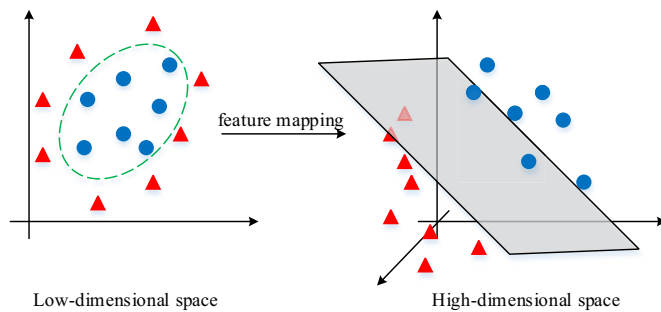 feature mapping
Low-dimensional space
High-dimensional space